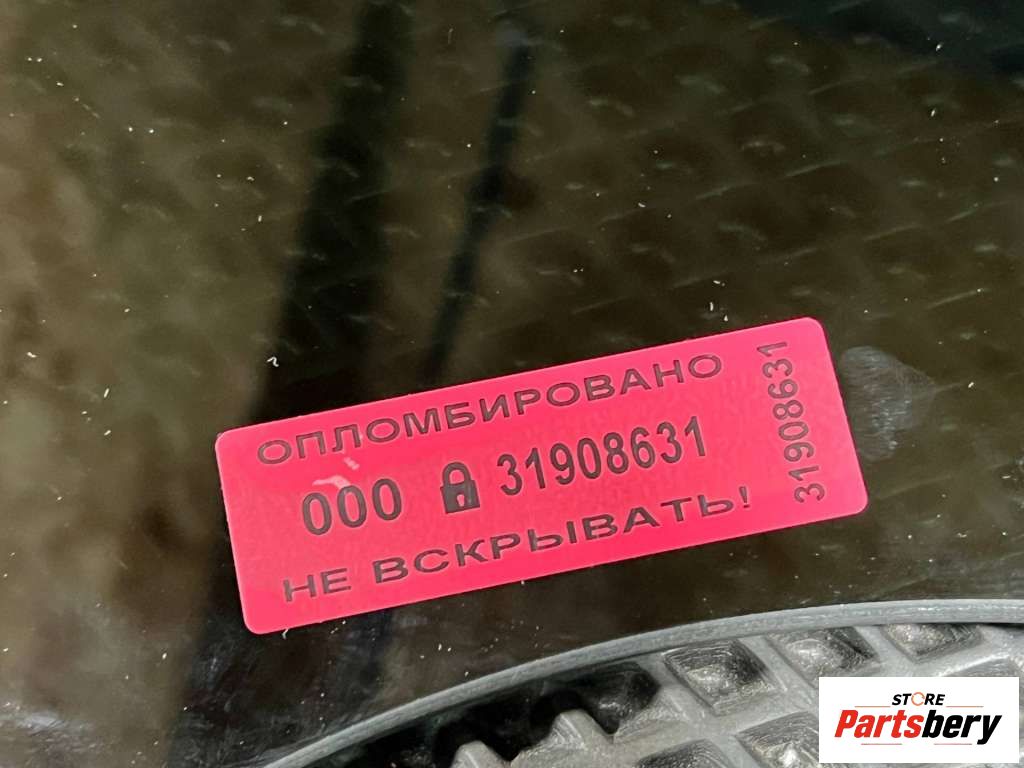 ОПЛОМБИРОВАНО
000 31908631
НЕ ВСКРЫВАТЬ!
31908631
STORE
Partsbery